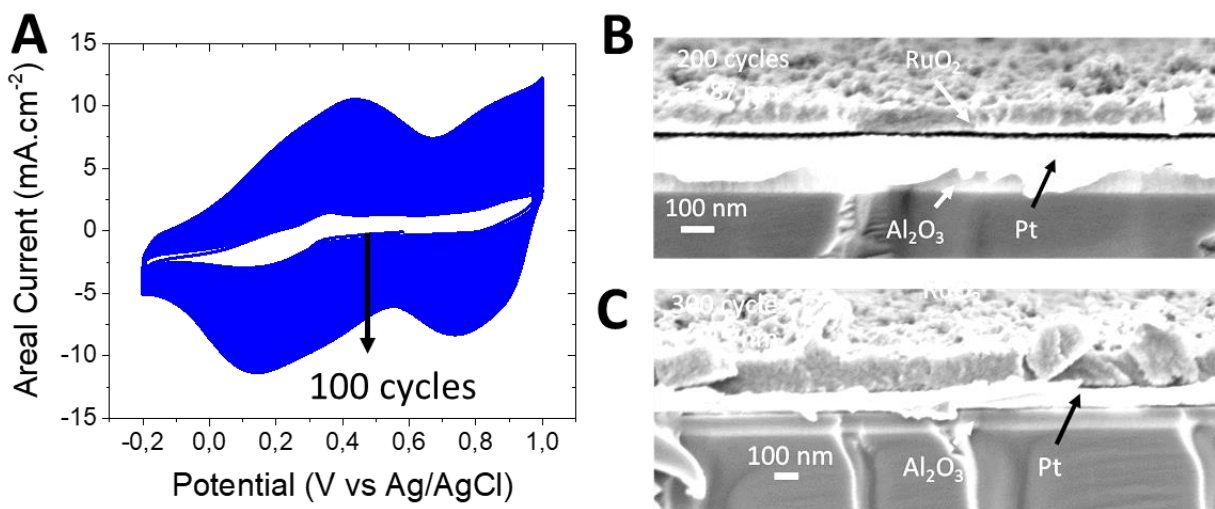 A
15
10
5
0
-5
-10
-15
Areal Current (mA.cm-2)
100 cycles
-0,2 0,0 0,2 0,4 0,6 0,8 1,0
Potential (V vs Ag/AgCl)
B
200 cycles
RuO2
100 nm
Al2O3
Pt
C
300 cycles
100 nm
Al2O3
Pt